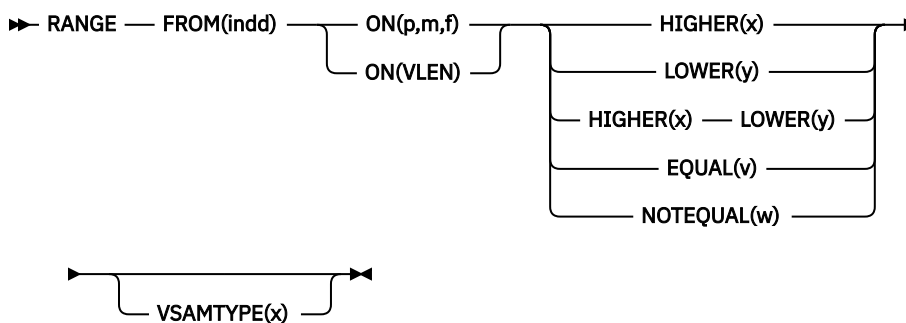 RANGE FROM(indd) ON(p,m,f) HIGHER(x)
ON(VLEN) LOWER(y)
HIGHER(x) LOWER(y)
EQUAL(v)
NOTEQUAL(w)
VSAMTYPE(x)